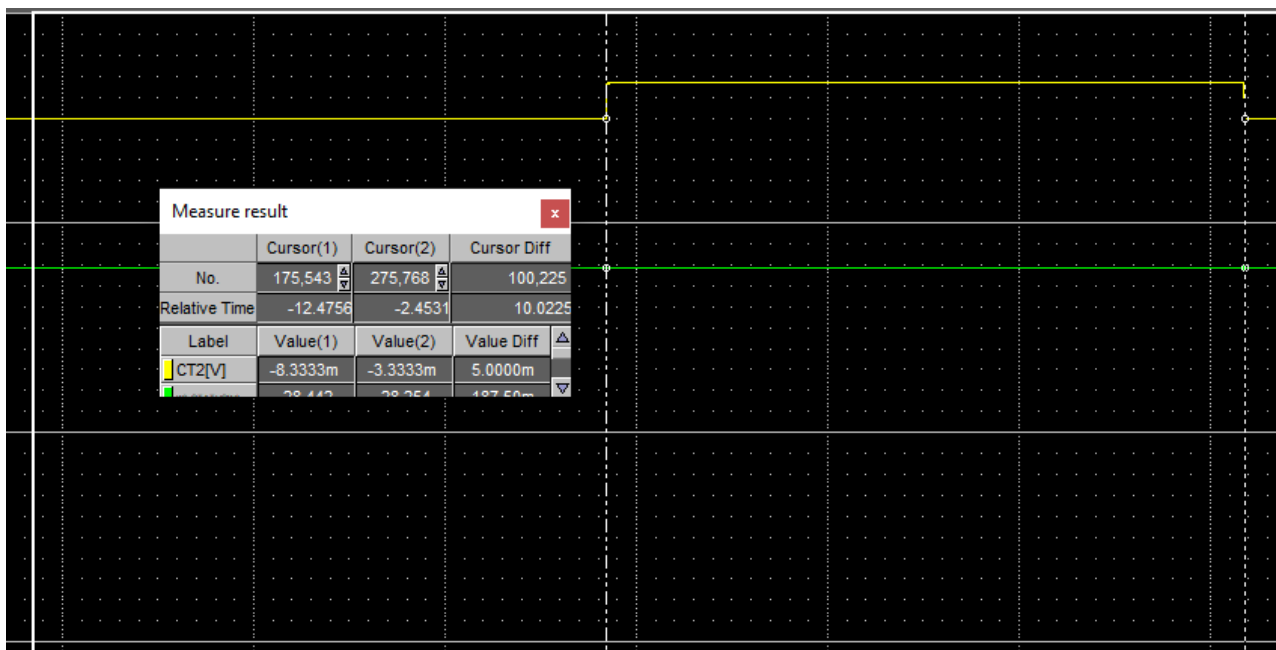 Measure result
x
Cursor(1) Cursor(2) Cursor Diff
No. 175,543 275,768 100,225
Relative Time -12.4756 -2.4531 10.0225
Label Value(1) Value(2) Value Diff
CT2[V] -8.3333m -3.3333m 5.0000m